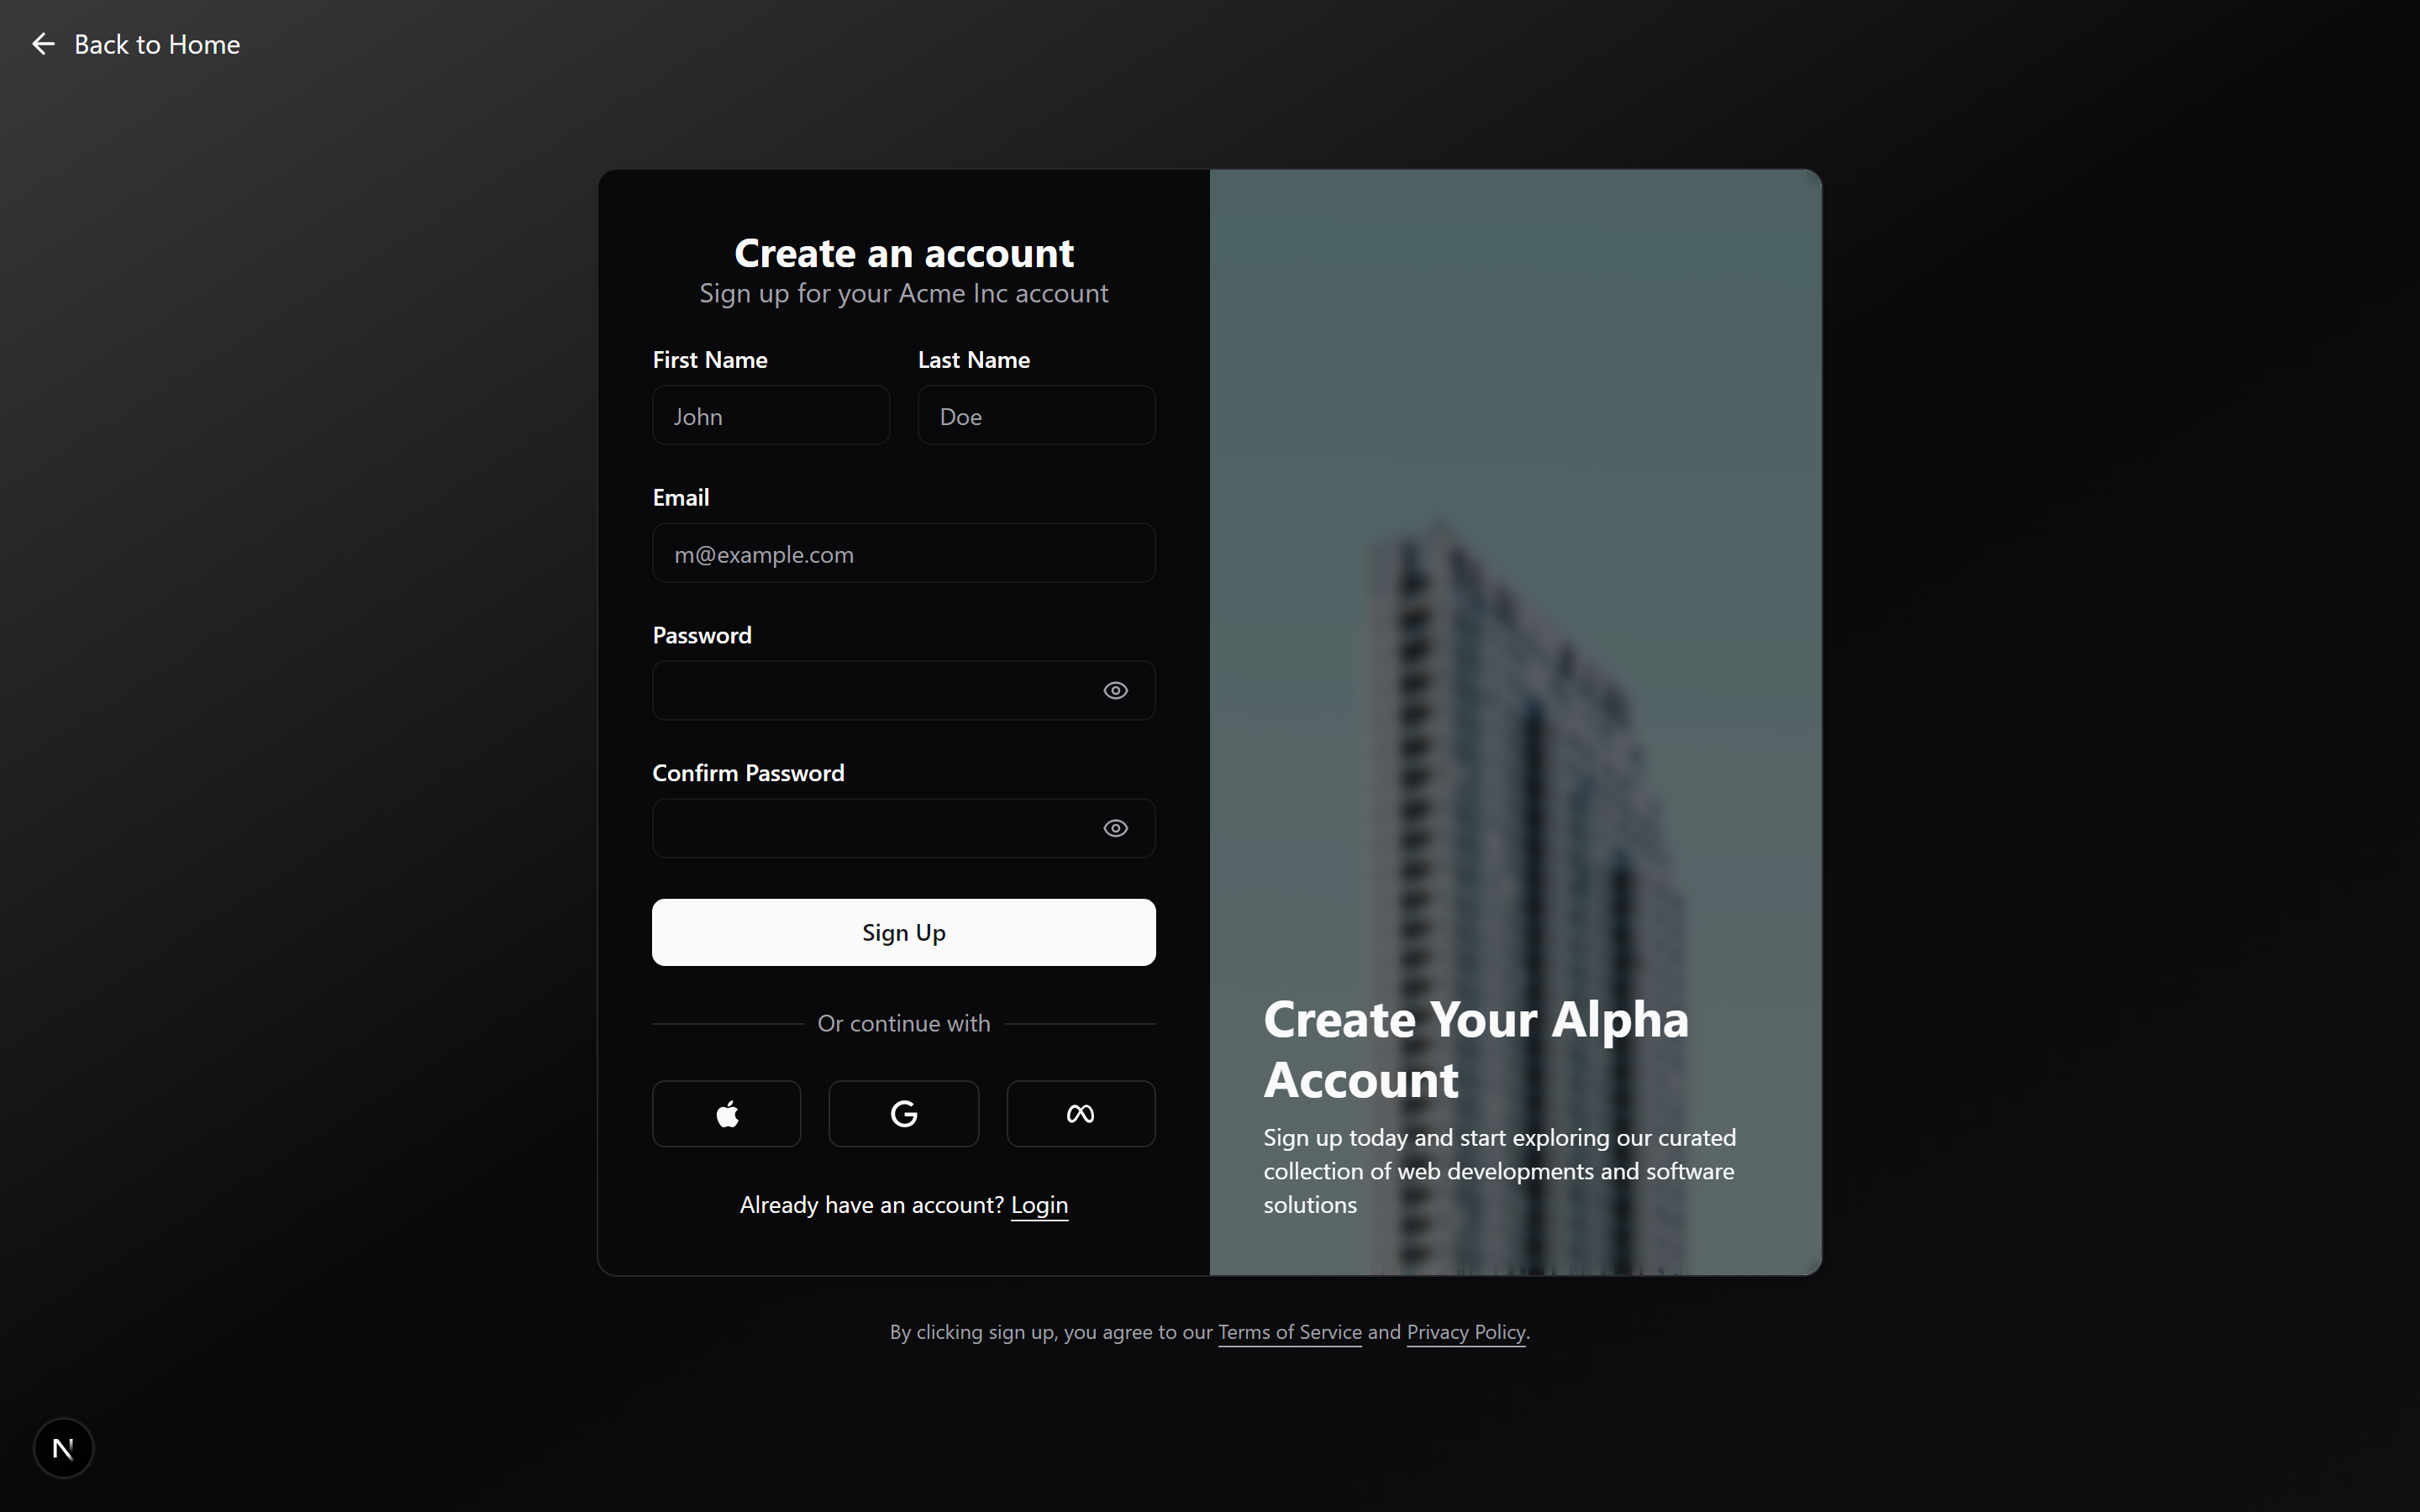 Back to Home
Create an account
Sign up for your Acme Inc account
First Name
Last Name
John
Doe
Email
m@example.com
Password
Confirm Password
Sign Up
Or continue with
Already have an account? Login
Create Your Alpha
Account
Sign up today and start exploring our curated
collection of web developments and software
solutions
By clicking sign up, you agree to our Terms of Service and Privacy Policy.
N